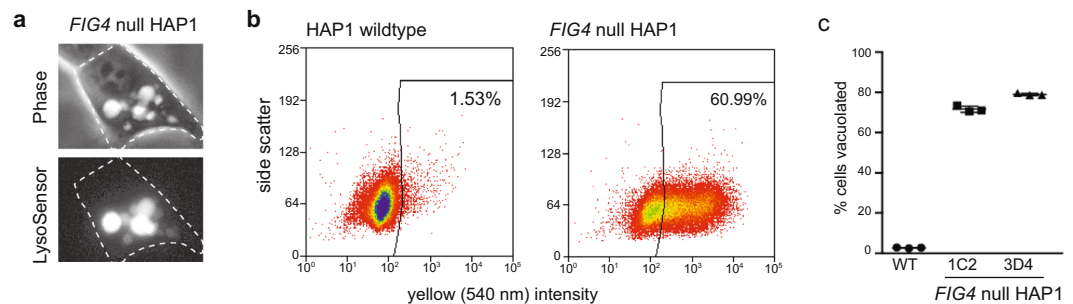 a
FIG4 null HAP1
Phase
LysoSensor
b
HAP1 wildtype
FIG4 null HAP1
side scatter
256
192
128
64
0
1.53%
10⁰ 10¹ 10² 10³ 10⁴ 10⁵
256
192
128
64
0
60.99%
10⁰ 10¹ 10² 10³ 10⁴ 10⁵
yellow (540 nm) intensity
c
% cells vacuolated
100
80
60
40
20
0
WT 1C2 3D4
FIG4 null HAP1